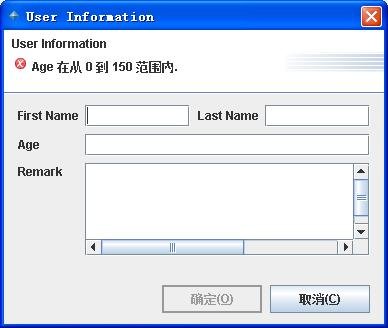 User Information
User Information
Age 在从 0 到 150 范围内.
First Name
Last Name
Age
Remark
确定(O)
取消(C)